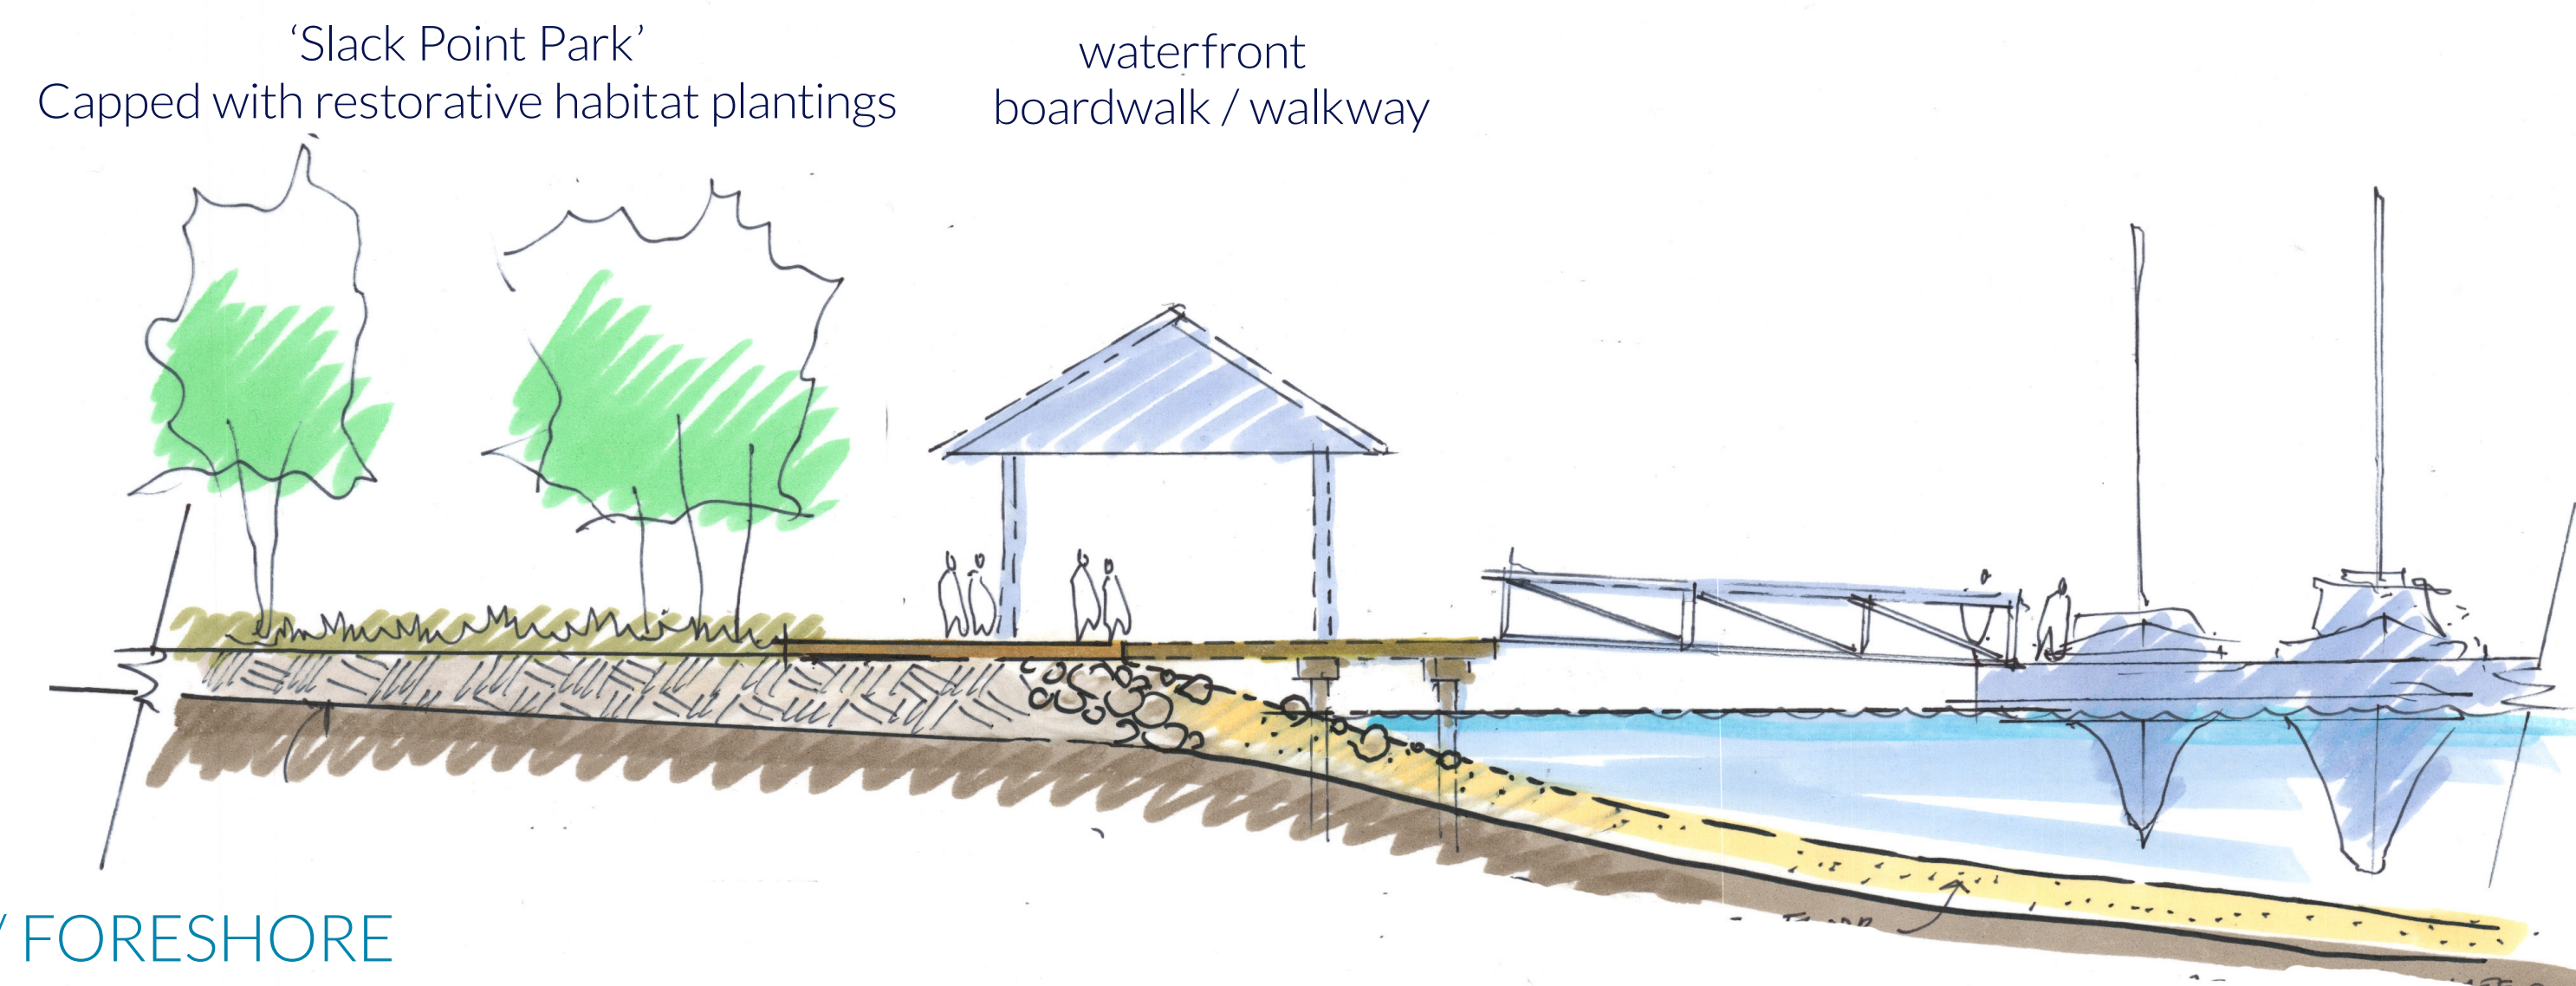 ‘Slack Point Park’
Capped with restorative habitat plantings
waterfront
boardwalk / walkway
/ FORESHORE